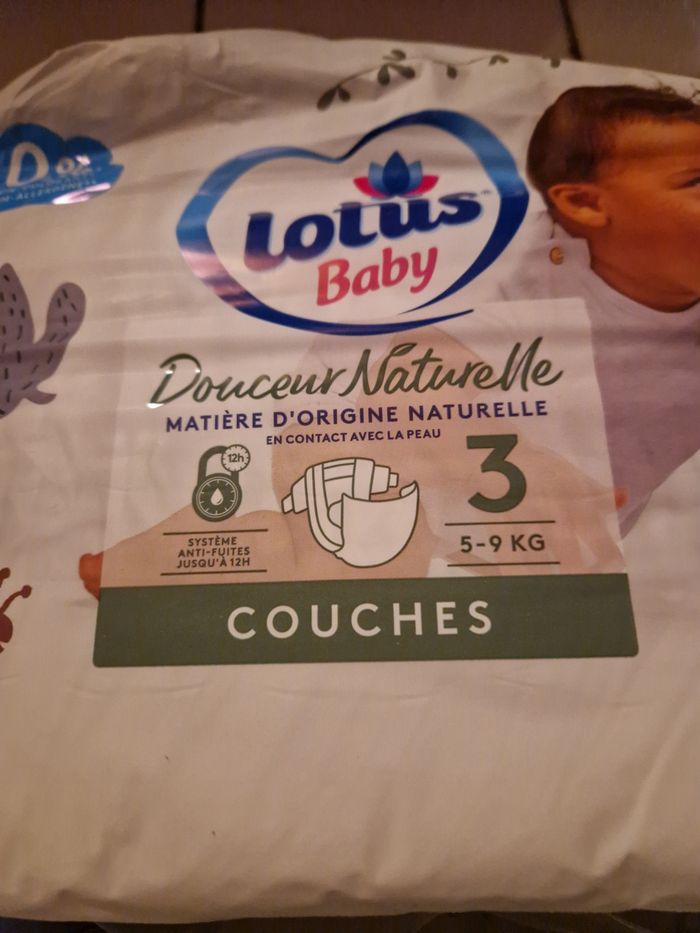 Lotus
Baby
Douceur Naturelle
MATIÈRE D'ORIGINE NATURELLE
EN CONTACT AVEC LA PEAU
12h
3
SYSTÈME
ANTI-FUITES
JUSQU'À 12H
5-9 KG
COUCHES